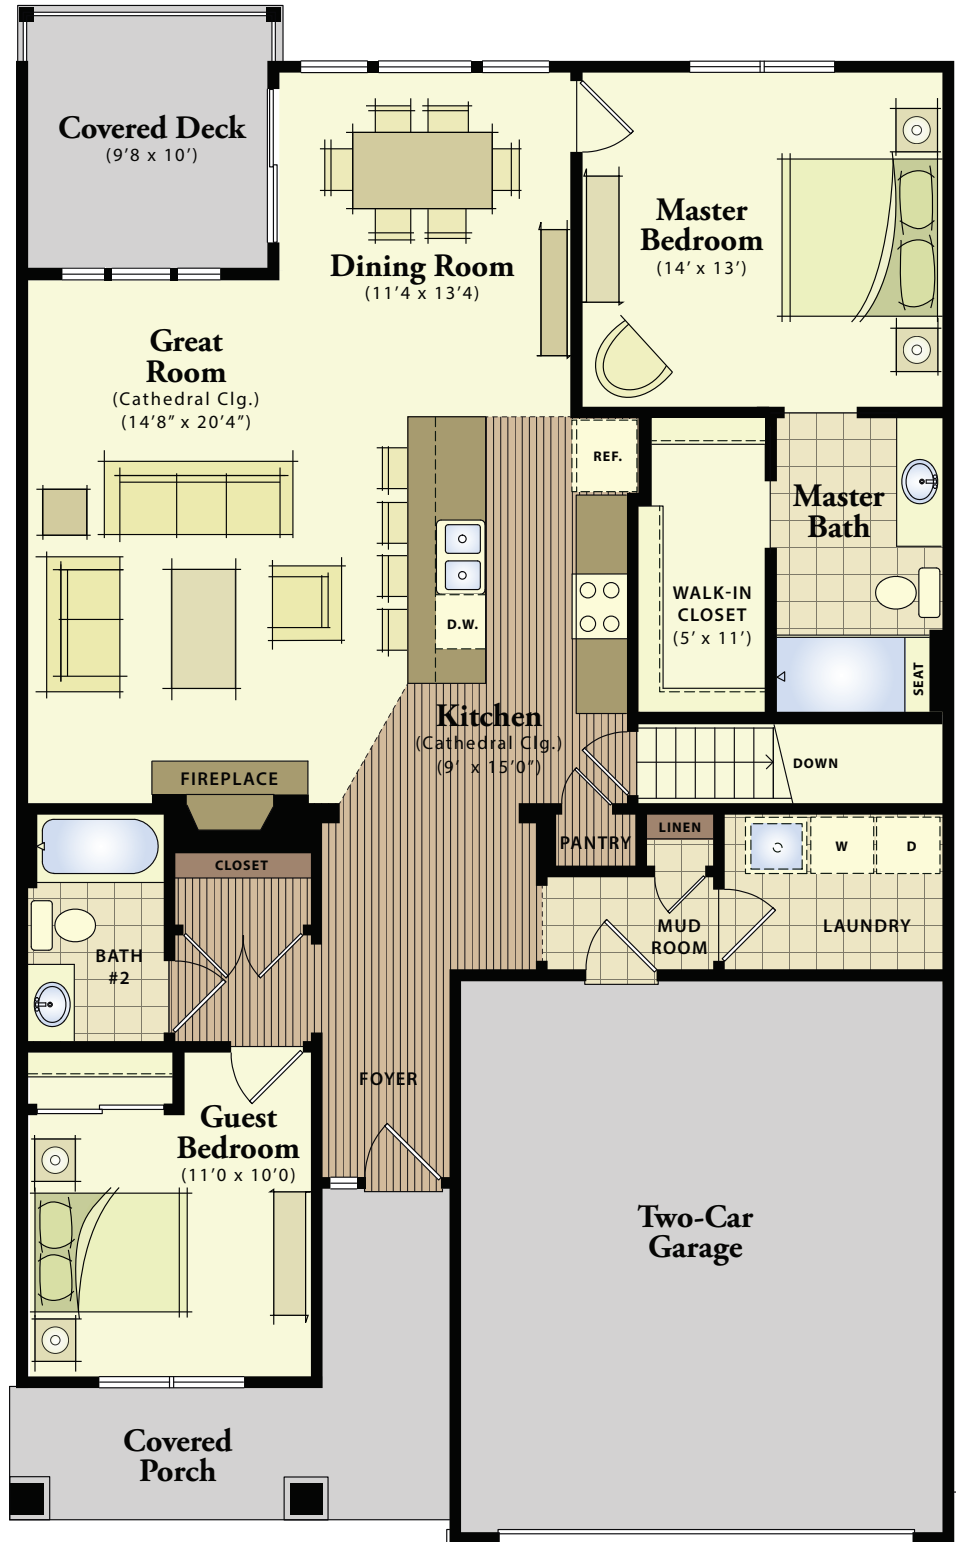 Covered Deck
(9'8 x 10')
Dining Room
(11'4 x 13'4)
Master
Bedroom
(14' x 13')
Great
Room
(Cathedral Clg.)
(14'8" x 20'4")
REF.
Master
Bath
WALK-IN
CLOSET
(5' x 11')
D.W.
SEAT
Kitchen
(Cathedral Clg.)
(9' x 15'0")
DOWN
FIREPLACE
PANTRY
LINEN
W
D
CLOSET
MUD
ROOM
LAUNDRY
BATH
#2
FOYER
Guest
Bedroom
(11'0 x 10'0)
Two-Car
Garage
Covered
Porch